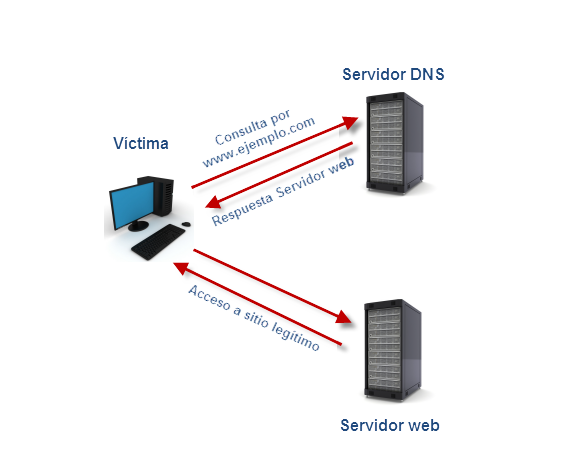 Servidor DNS
Víctima
Consulta por
www.ejemplo.com
Respuesta Servidor web
Acceso a sitio legítimo
Servidor web